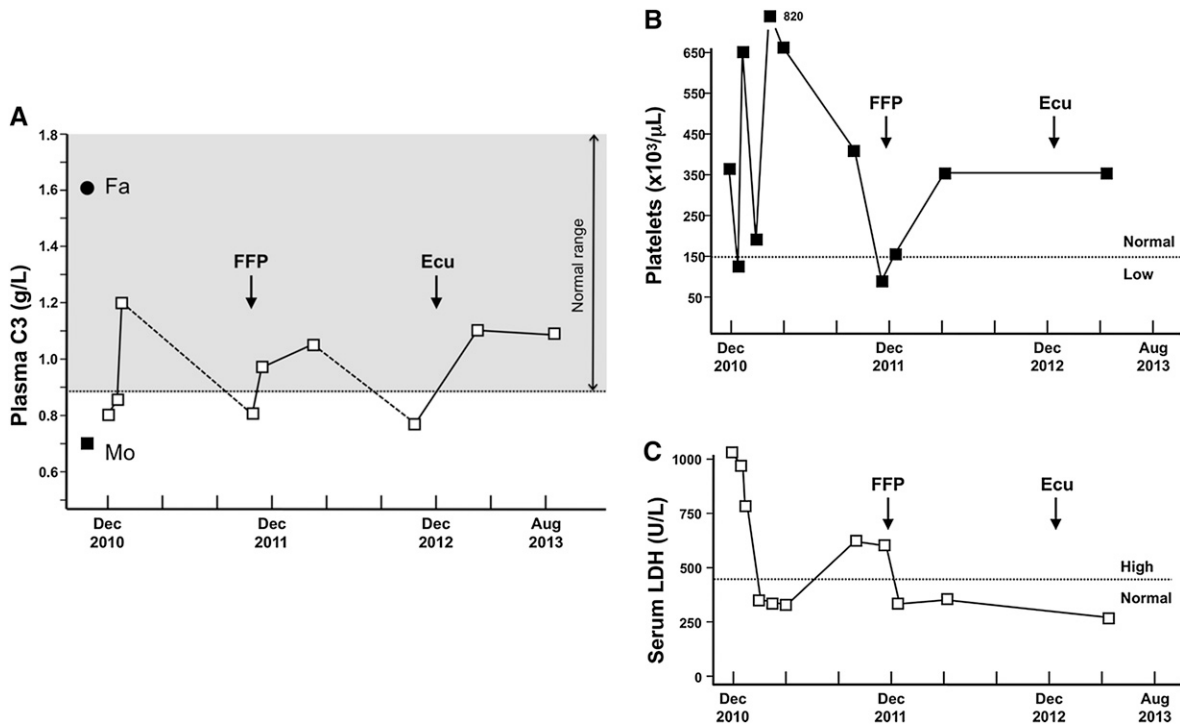 A
Plasma C3 (g/L)
1.8
1.6
1.4
1.2
1.0
0.8
0.6
Fa
Mo
FFP
Ecu
Normal range
Dec
2010
Dec
2011
Dec
2012
Aug
2013
B
Platelets (x10³/µL)
650
550
450
350
250
150
50
820
FFP
Ecu
Normal
Low
Dec
2010
Dec
2011
Dec
2012
Aug
2013
C
Serum LDH (U/L)
1000
750
500
250
0
FFP
Ecu
High
Normal
Dec
2010
Dec
2011
Dec
2012
Aug
2013